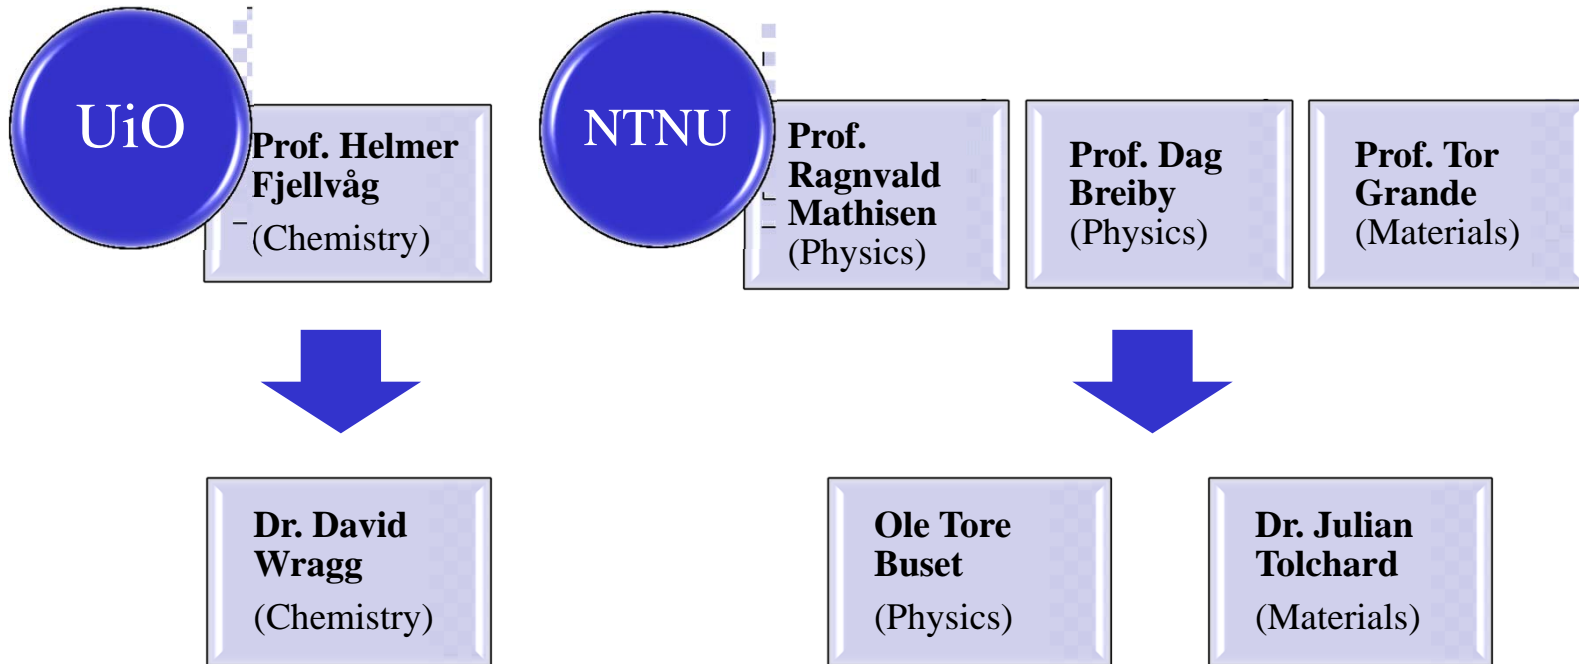 UiO
Prof. Helmer
Fjellvåg
(Chemistry)
NTNU
Prof.
Ragnvald
Mathisen
(Physics)
Prof. Dag
Breiby
(Physics)
Prof. Tor
Grande
(Materials)
Dr. David
Wragg
(Chemistry)
Ole Tore
Buset
(Physics)
Dr. Julian
Tolchard
(Materials)